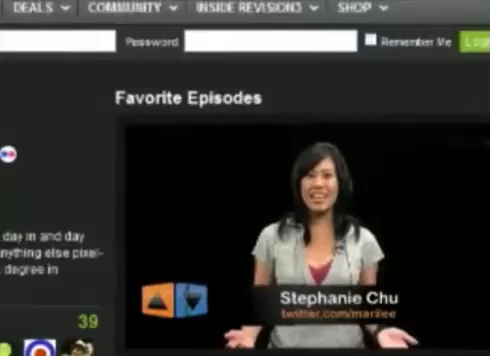 DEALS COMMUNITY INSIDE REVISION3 SHOP
Password Remember Me
Favorite Episodes
day in and day
nything else pixel-
degree in
39
Stephanie Chu
twitter.com/marilee